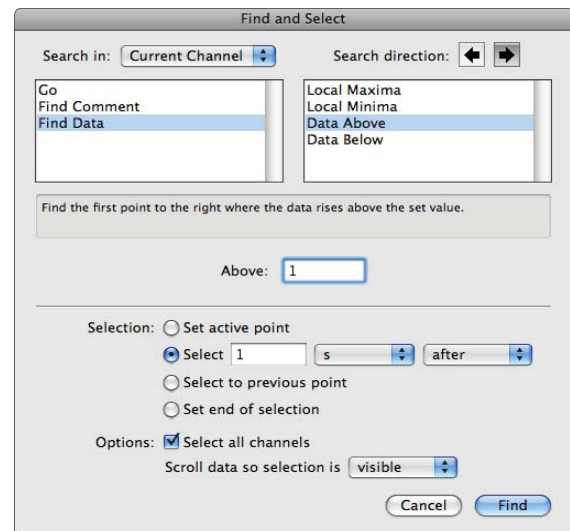 Find and Select
Search in: Current Channel Search direction:
Go
Find Comment
Find Data
Local Maxima
Local Minima
Data Above
Data Below
Find the first point to the right where the data rises above the set value.
Above: 1
Selection: Set active point
Select 1 s after
Select to previous point
Set end of selection
Options: Select all channels
Scroll data so selection is visible
Cancel Find